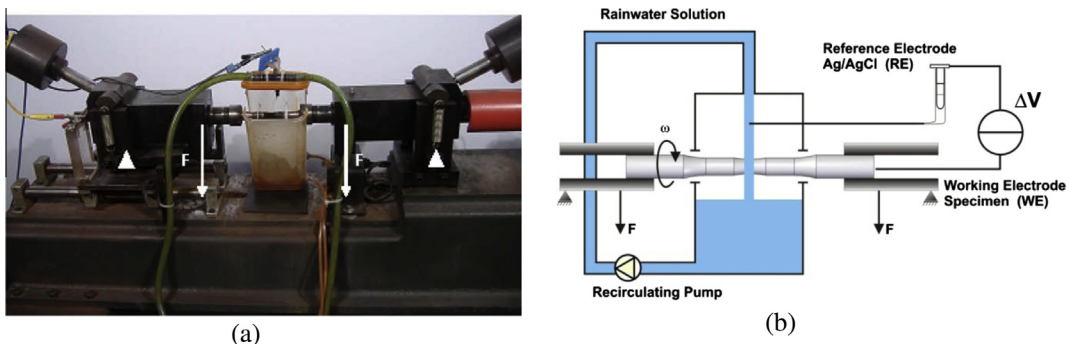 F
F
(a)
Rainwater Solution
Reference Electrode
Ag/AgCl (RE)
ΔV
ω
Working Electrode
Specimen (WE)
F
F
Recirculating Pump
(b)